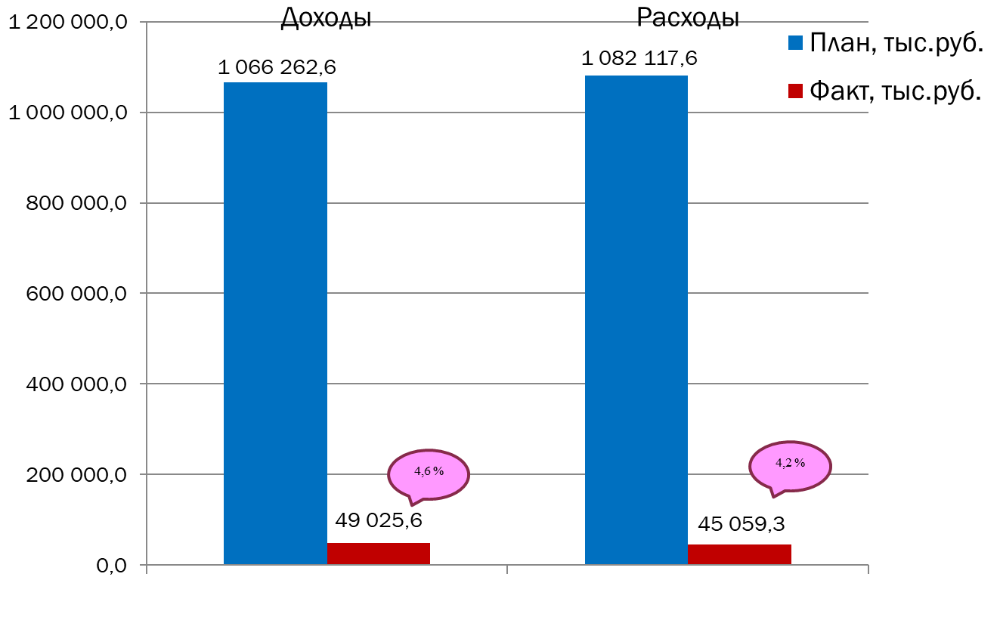 Доходы
Расходы
План, тыс.руб.
Факт, тыс.руб.
1 200 000,0
1 000 000,0
800 000,0
600 000,0
400 000,0
200 000,0
0,0
1 066 262,6
49 025,6
4,6 %
1 082 117,6
45 059,3
4,2 %